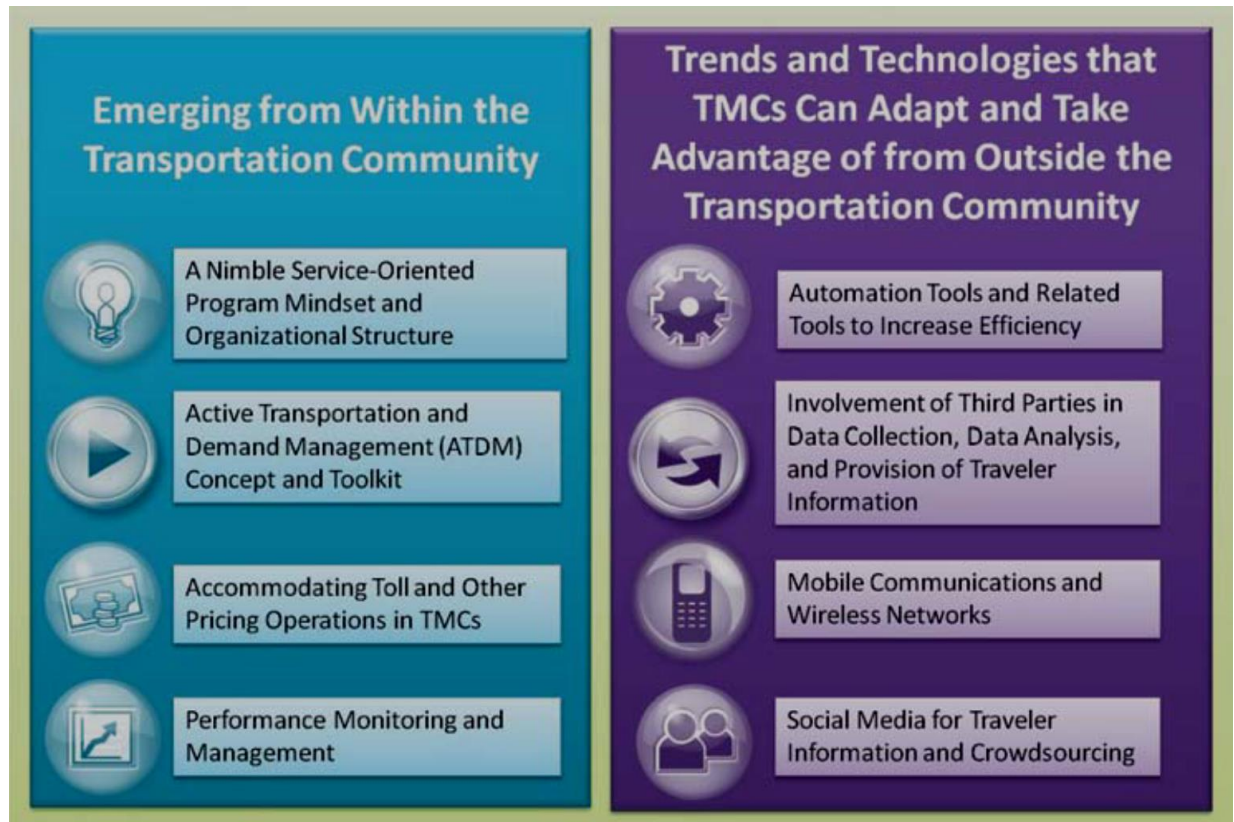 Emerging from Within the
Transportation Community
A Nimble Service-Oriented
Program Mindset and
Organizational Structure
Active Transportation and
Demand Management (ATDM)
Concept and Toolkit
Accommodating Toll and Other
Pricing Operations in TMCs
Performance Monitoring and
Management
Trends and Technologies that
TMCs Can Adapt and Take
Advantage of from Outside the
Transportation Community
Automation Tools and Related
Tools to Increase Efficiency
Involvement of Third Parties in
Data Collection, Data Analysis,
and Provision of Traveler
Information
Mobile Communications and
Wireless Networks
Social Media for Traveler
Information and Crowdsourcing